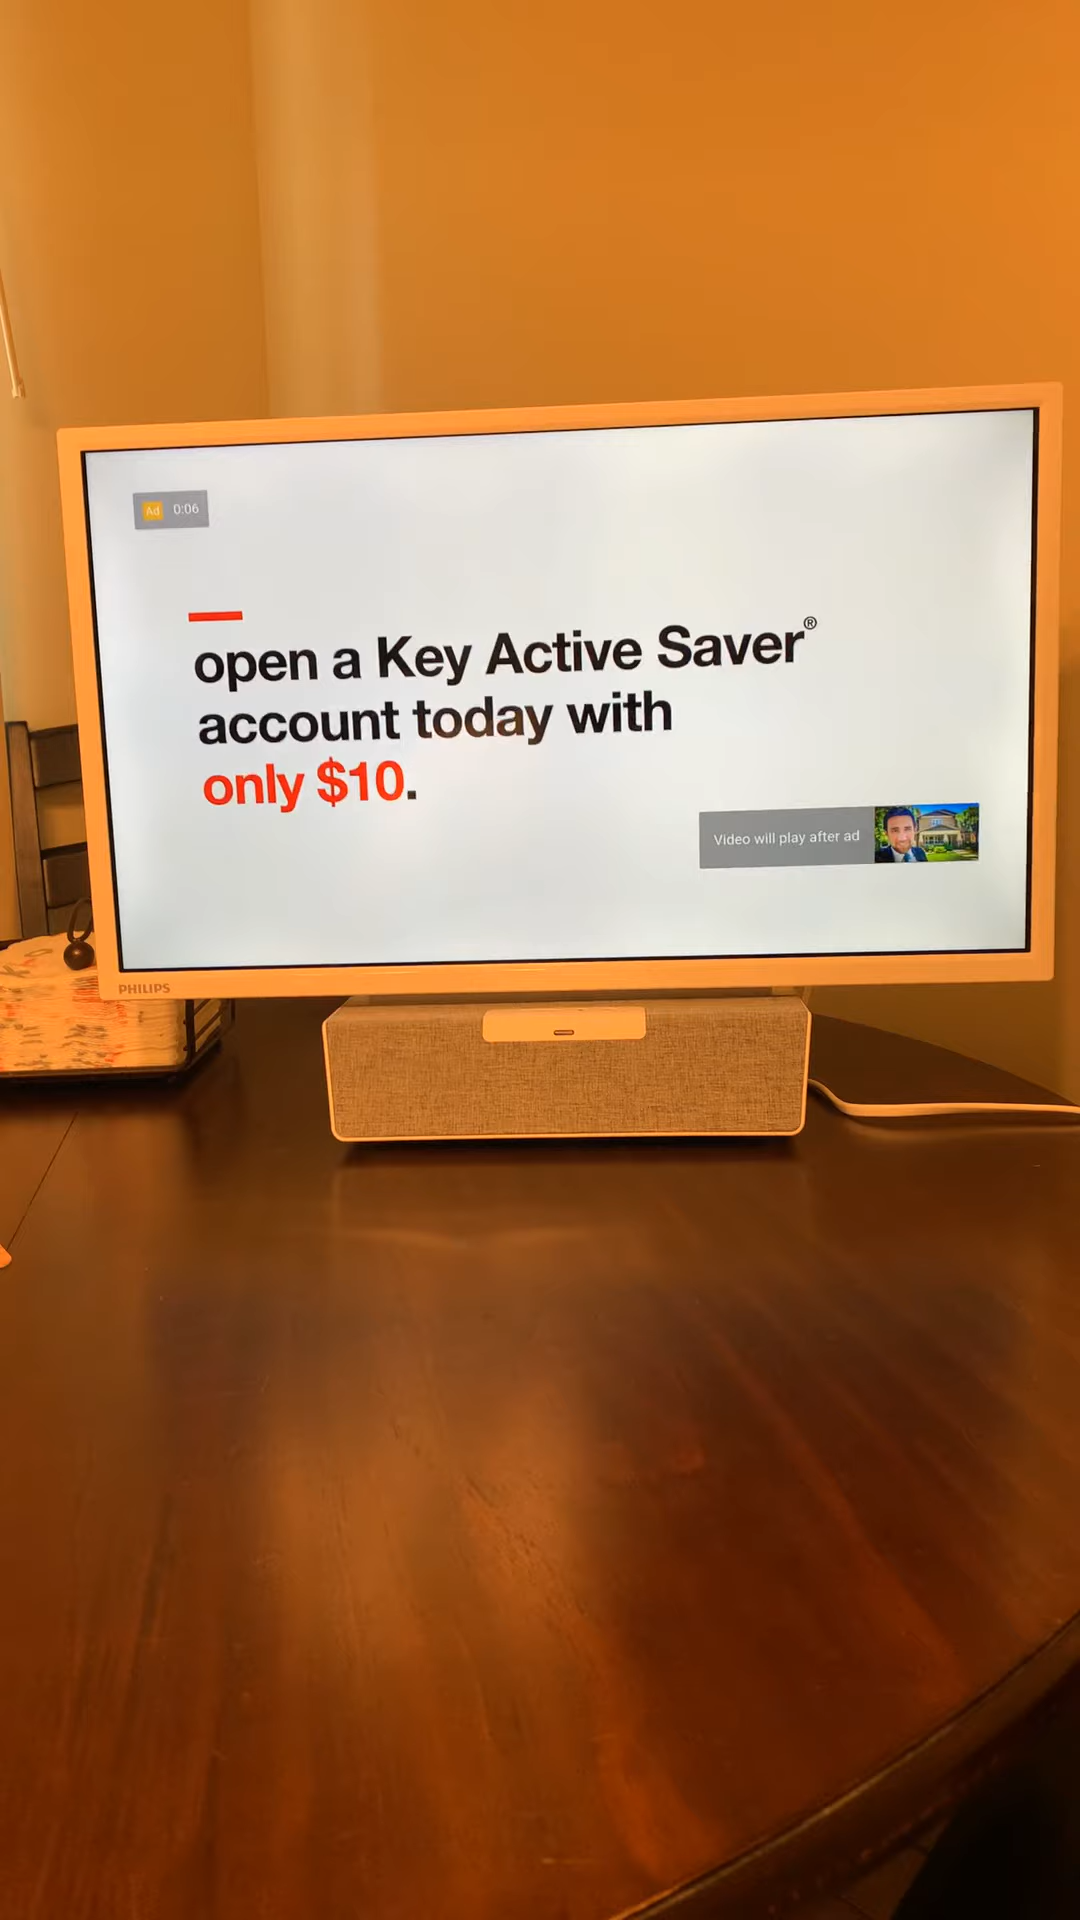 Ad 0:06
open a Key Active Saver®
account today with
only $10.
Video will play after ad
PHILIPS